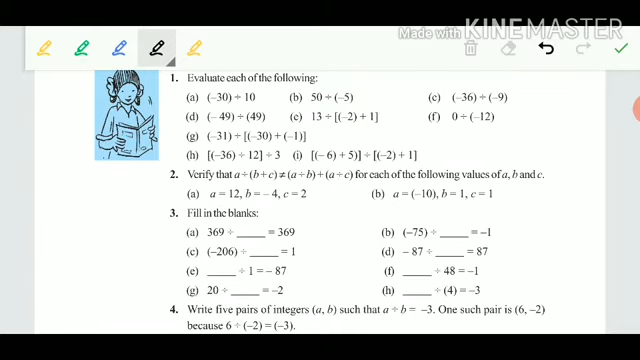 Made with KINEMASTER
1. Evaluate each of the following:
(a) (–30) ÷ 10 (b) 50 ÷ (–5) (c) (–36) ÷ (–9)
(d) (– 49) ÷ (49) (e) 13 ÷ [(–2) + 1] (f) 0 ÷ (–12)
(g) (–31) ÷ [(–30) + (–1)]
(h) [(–36) ÷ 12] ÷ 3 (i) [(– 6) + 5)] ÷ [(–2) + 1]
2. Verify that a ÷ (b + c) ≠ (a ÷ b) + (a ÷ c) for each of the following values of a, b and c.
(a) a = 12, b = – 4, c = 2 (b) a = (–10), b = 1, c = 1
3. Fill in the blanks:
(a) 369 ÷ _____ = 369 (b) (–75) ÷ _____ = –1
(c) (–206) ÷ _____ = 1 (d) – 87 ÷ _____ = 87
(e) _____ ÷ 1 = – 87 (f) _____ ÷ 48 = –1
(g) 20 ÷ _____ = –2 (h) _____ ÷ (4) = –3
4. Write five pairs of integers (a, b) such that a ÷ b = –3. One such pair is (6, –2)
because 6 ÷ (–2) = (–3).